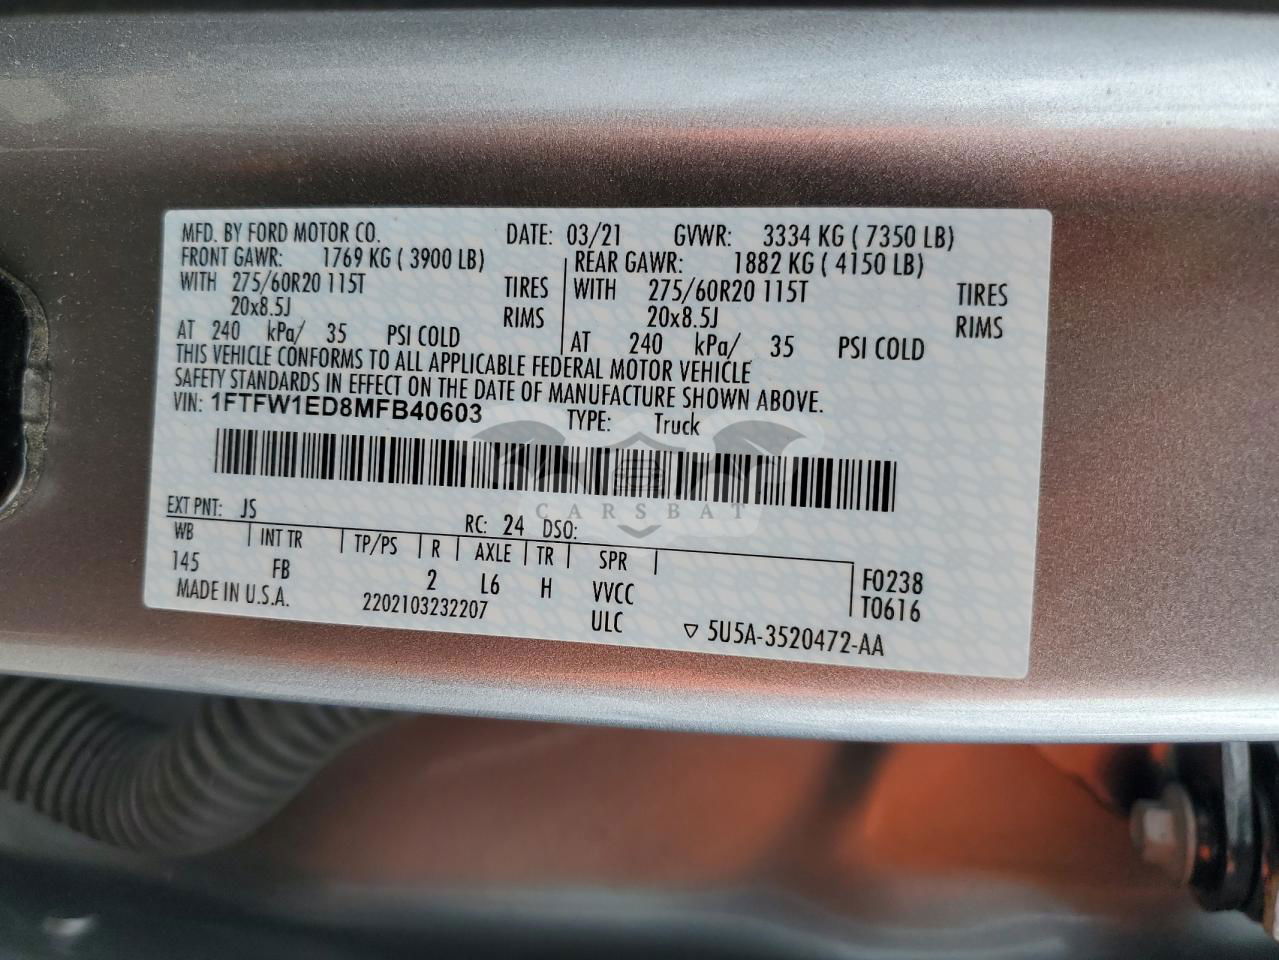 MFD. BY FORD MOTOR CO. DATE: 03/21 GVWR: 3334 KG ( 7350 LB)
FRONT GAWR: 1769 KG ( 3900 LB) REAR GAWR: 1882 KG ( 4150 LB)
WITH 275/60R20 115T TIRES WITH 275/60R20 115T TIRES
20x8.5J RIMS 20x8.5J RIMS
AT 240 kPa/ 35 PSI COLD AT 240 kPa/ 35 PSI COLD
THIS VEHICLE CONFORMS TO ALL APPLICABLE FEDERAL MOTOR VEHICLE
SAFETY STANDARDS IN EFFECT ON THE DATE OF MANUFACTURE SHOWN ABOVE.
VIN: 1FTFW1ED8MFB40603 TYPE: Truck
CARSBAT
EXT PNT: JS RC: 24 DSO:
WB INT TR TP/PS R AXLE TR SPR
145 FB 2 L6 H VVCC F0238
MADE IN U.S.A. 2202103232207 ULC T0616
▽ 5U5A-3520472-AA